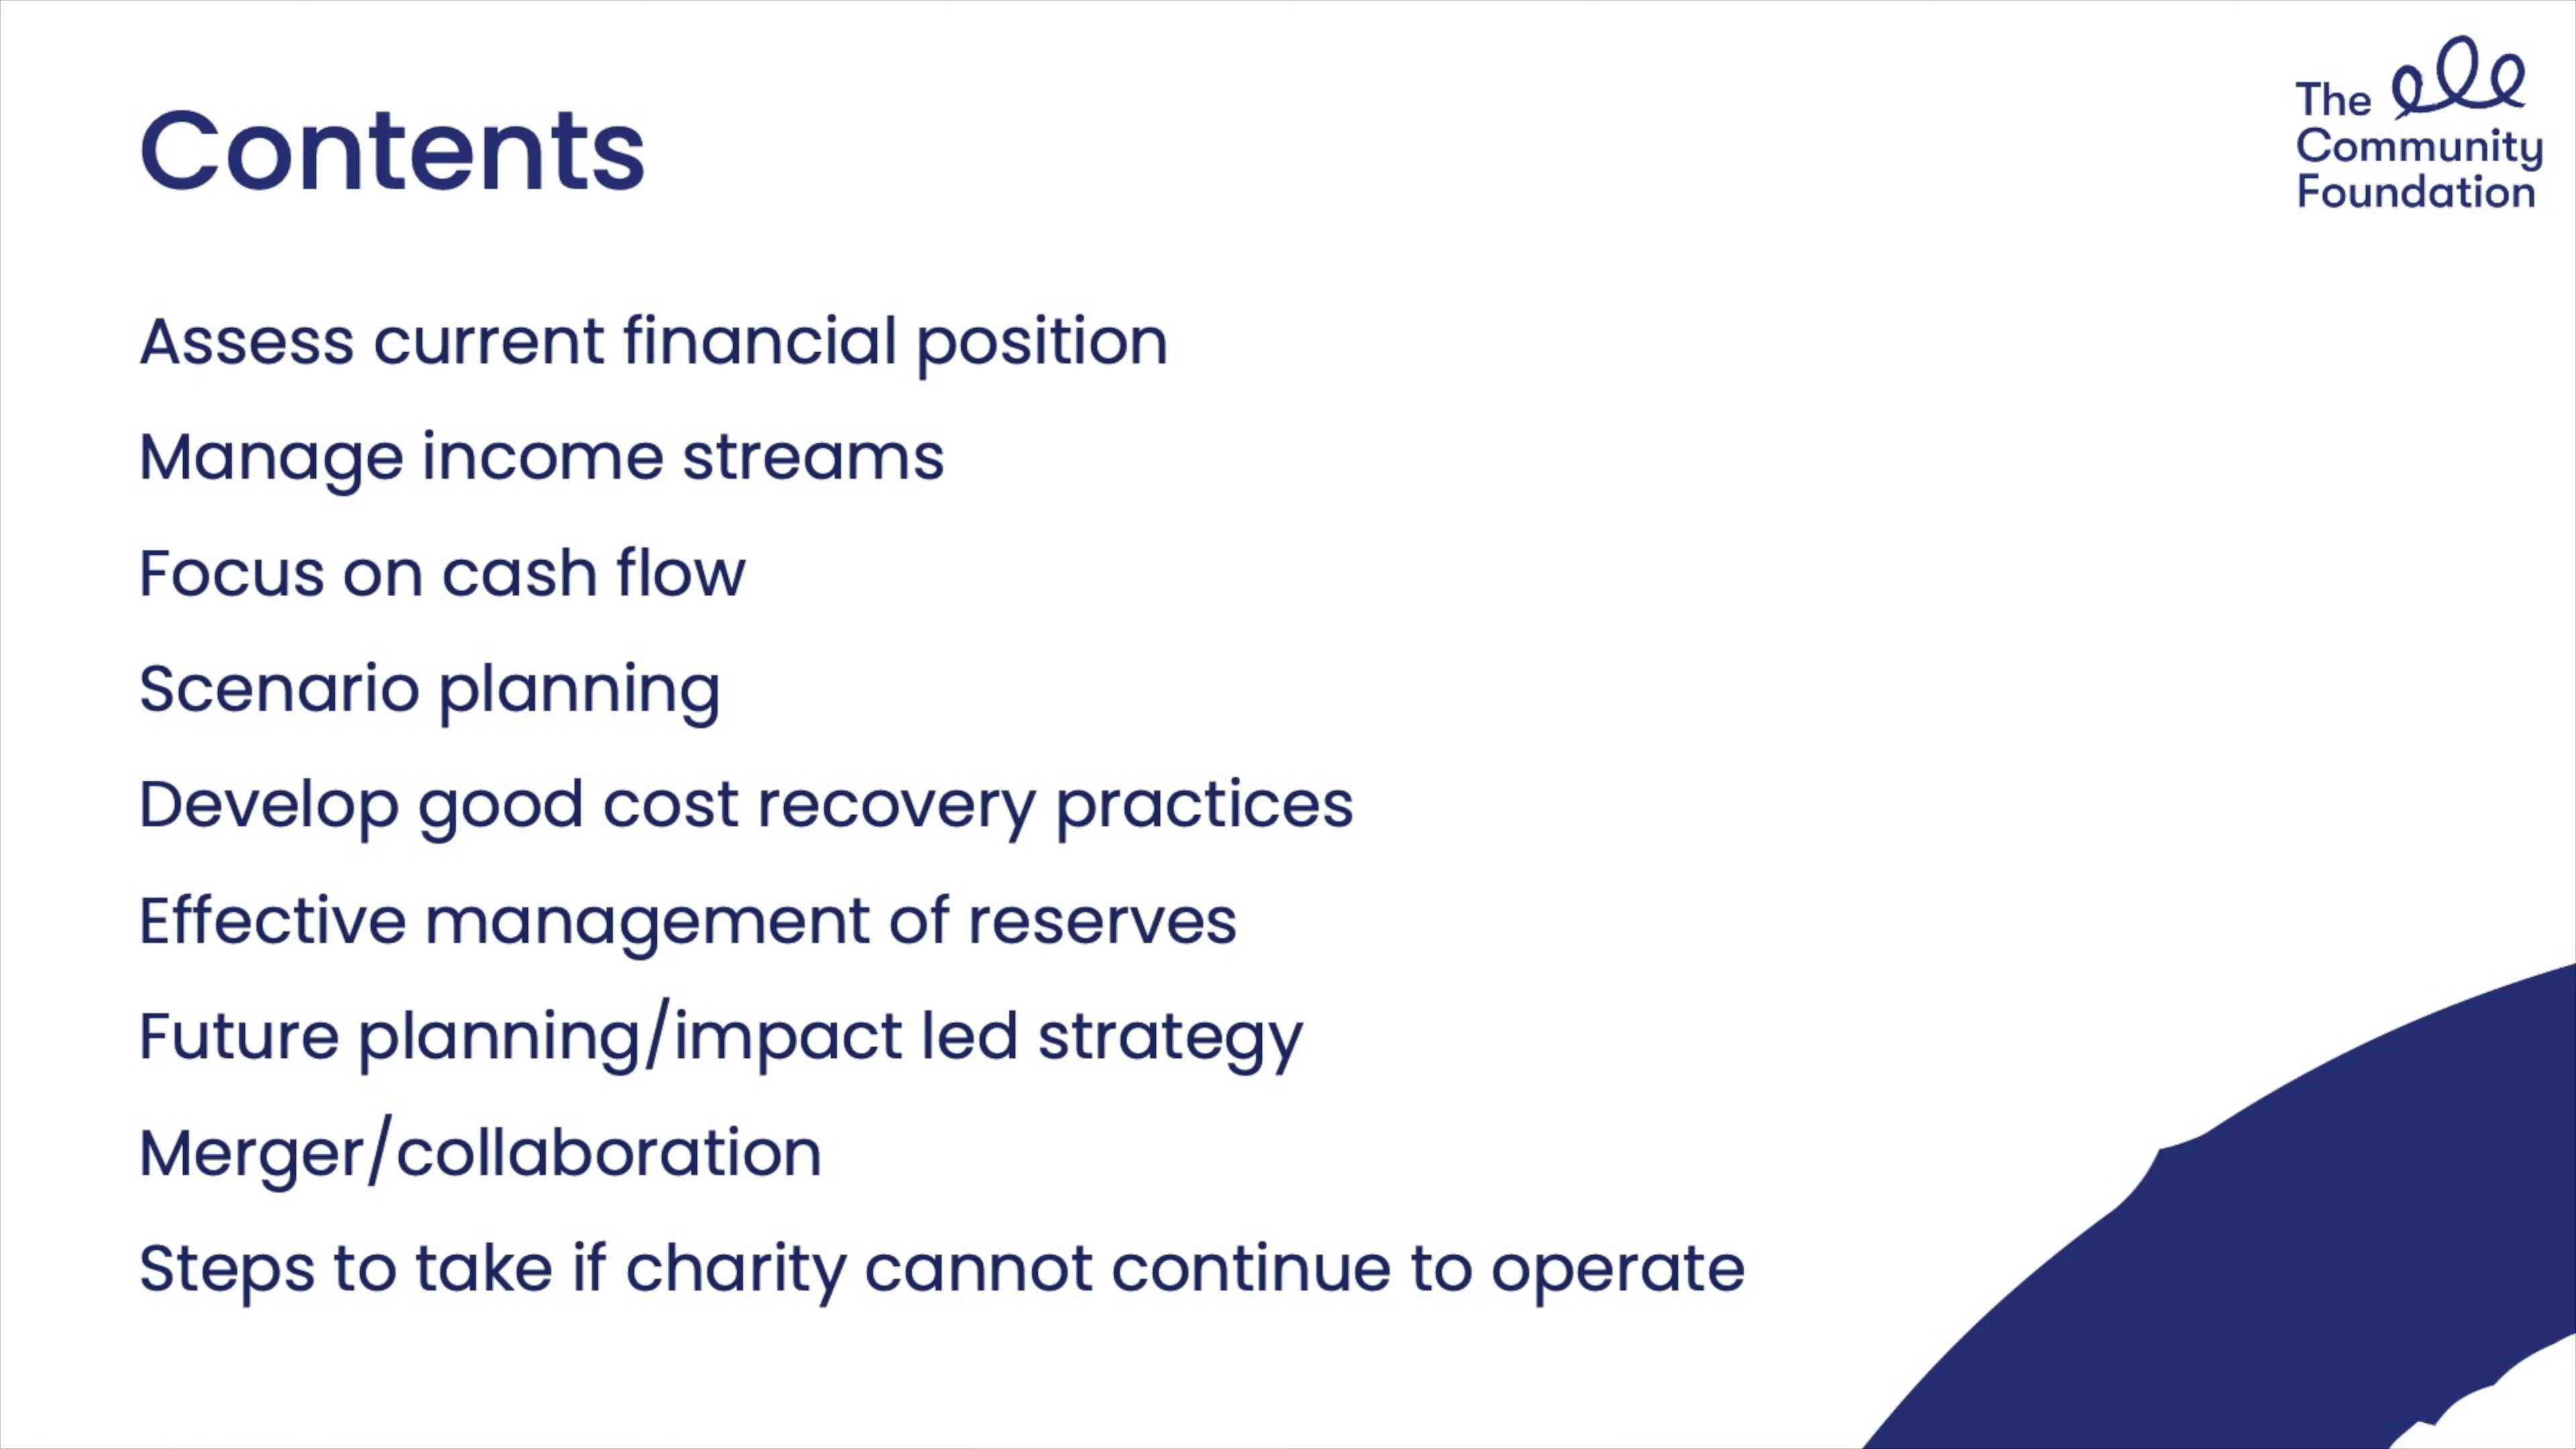 Contents
The
Community
Foundation
Assess current financial position
Manage income streams
Focus on cash flow
Scenario planning
Develop good cost recovery practices
Effective management of reserves
Future planning/impact led strategy
Merger/collaboration
Steps to take if charity cannot continue to operate